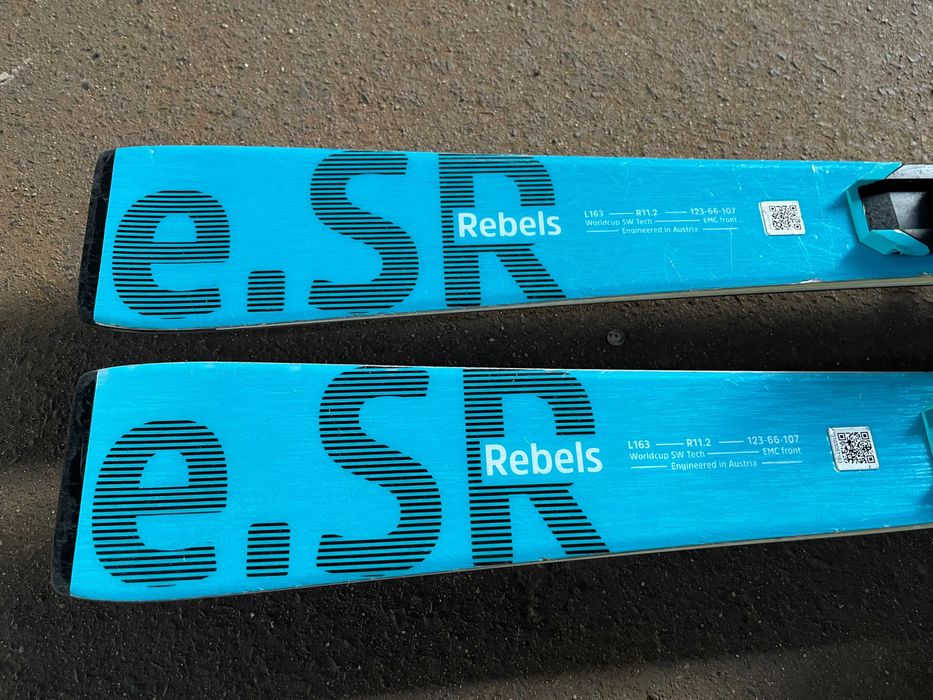 e.SR
Rebels
L163 — R11.2 — 123-66-107
Worldcup SW Tech — EMC front
— Engineered in Austria —
e.SR
Rebels
L163 — R11.2 — 123-66-107
Worldcup SW Tech — EMC front
— Engineered in Austria —